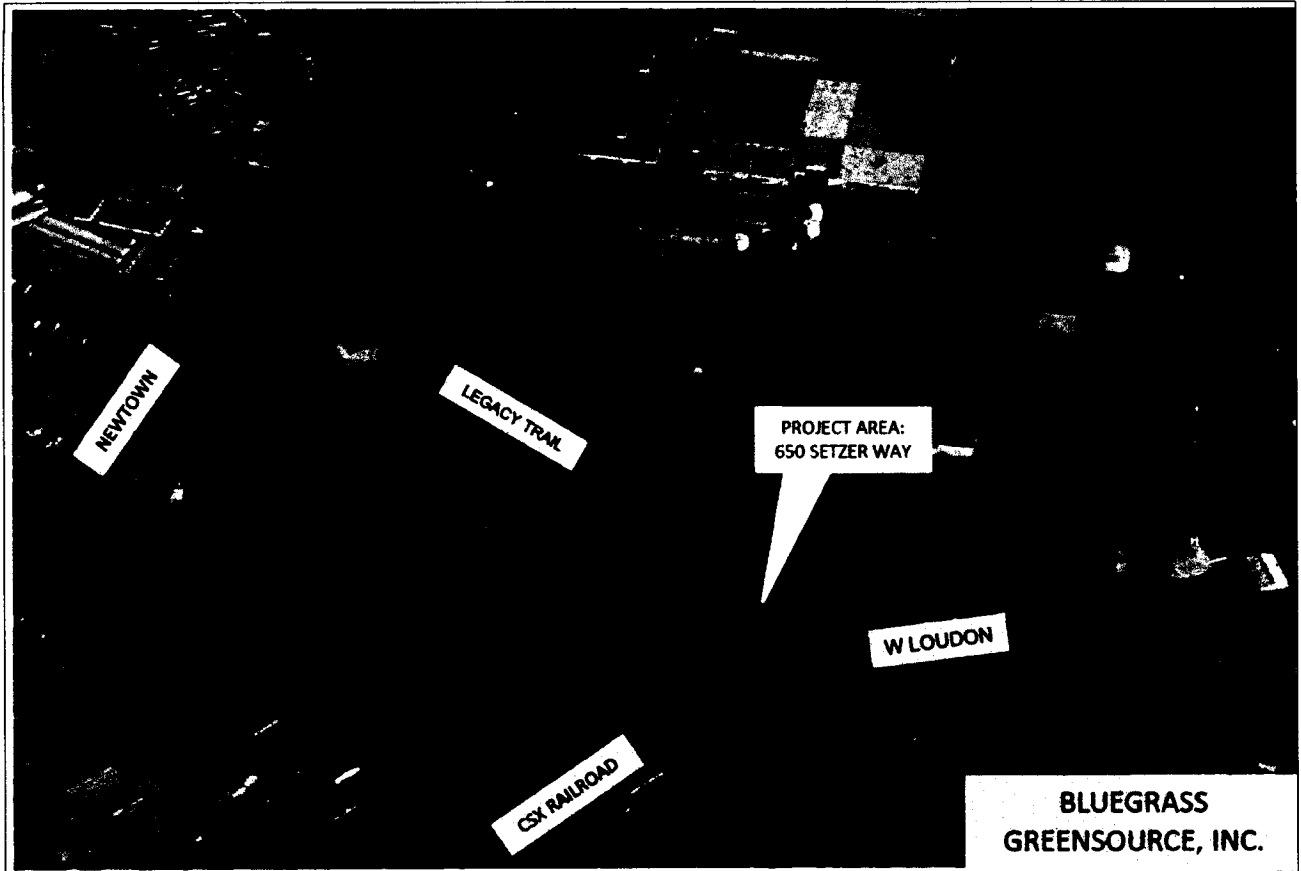 NEWTOWN
LEGACY TRAIL
PROJECT AREA:
650 SETZER WAY
W LOUDON
CSX RAILROAD
BLUEGRASS
GREENSOURCE, INC.